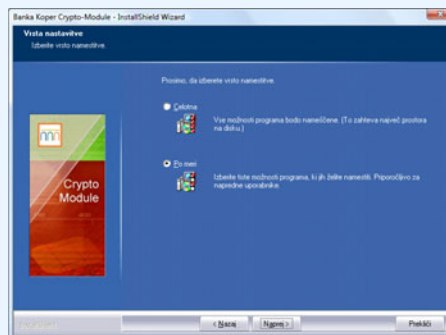 Banka Koper Crypto-Module - InstallShield Wizard
Vrsta nastavitve
Izberite vrsto namestitve.
Prosimo, da izberete vrsto namestitve.
Celotna
Vse možnosti programa bodo nameščene. (To zahteva največ prostora
na disku.)
Po meri
Izberite tiste možnosti programa, ki jih želite namestiti. Priporočljivo za
napredne uporabnike.
Crypto
Module
InstallShield
< Nazaj
Naprej >
Prekliči